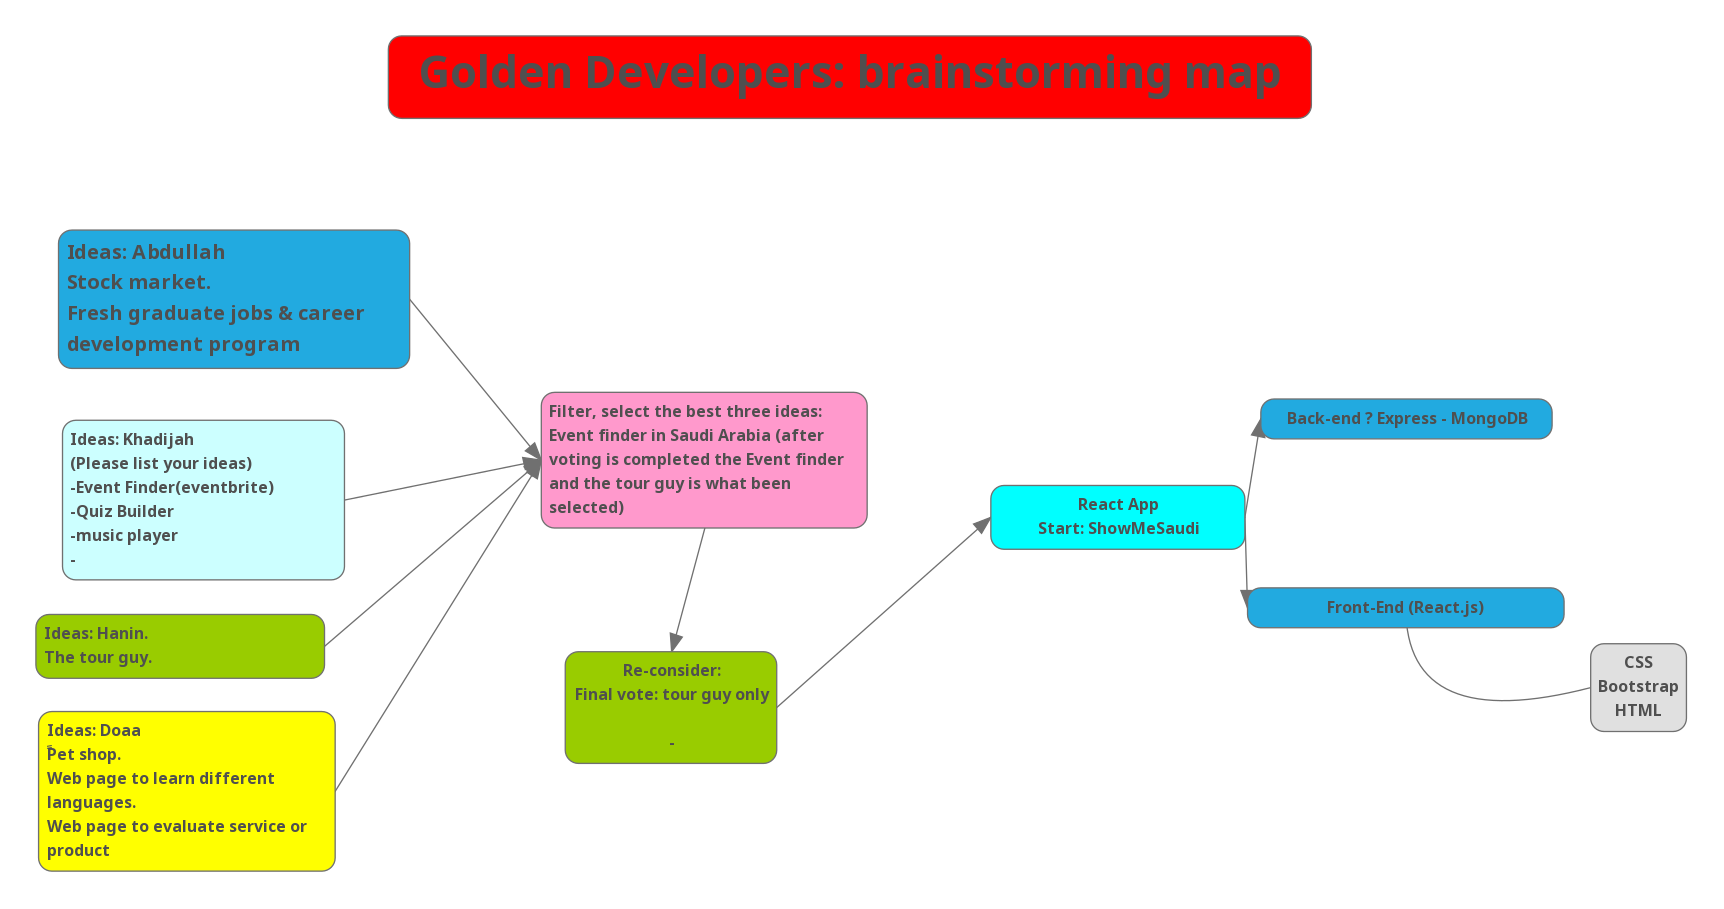 Golden Developers: brainstorming map
Ideas: Abdullah
Stock market.
Fresh graduate jobs & career
development program
Ideas: Khadijah
(Please list your ideas)
-Event Finder(eventbrite)
-Quiz Builder
-music player
-
Ideas: Hanin.
The tour guy.
Ideas: Doaa
Pet shop.
Web page to learn different
languages.
Web page to evaluate service or
product
Filter, select the best three ideas:
Event finder in Saudi Arabia (after
voting is completed the Event finder
and the tour guy is what been
selected)
Re-consider:
Final vote: tour guy only
-
React App
Start: ShowMeSaudi
Back-end ? Express - MongoDB
Front-End (React.js)
CSS
Bootstrap
HTML